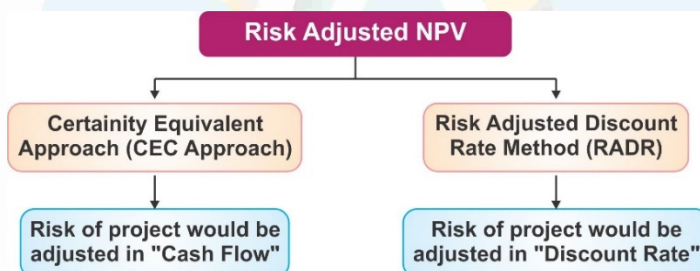 Risk Adjusted NPV
Certainity Equivalent
Approach (CEC Approach)
Risk Adjusted Discount
Rate Method (RADR)
Risk of project would be
adjusted in "Cash Flow"
Risk of project would be
adjusted in "Discount Rate"